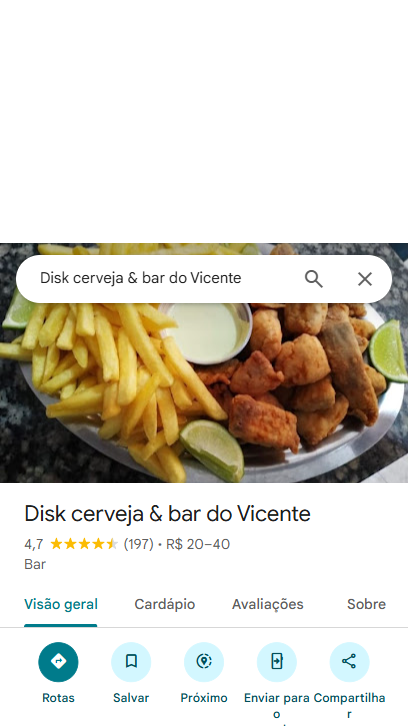 Disk cerveja & bar do Vicente
Disk cerveja & bar do Vicente
4,7 (197) • R$ 20–40
Bar
Visão geral Cardápio Avaliações Sobre
Rotas Salvar Próximo Enviar para o Compartilhar